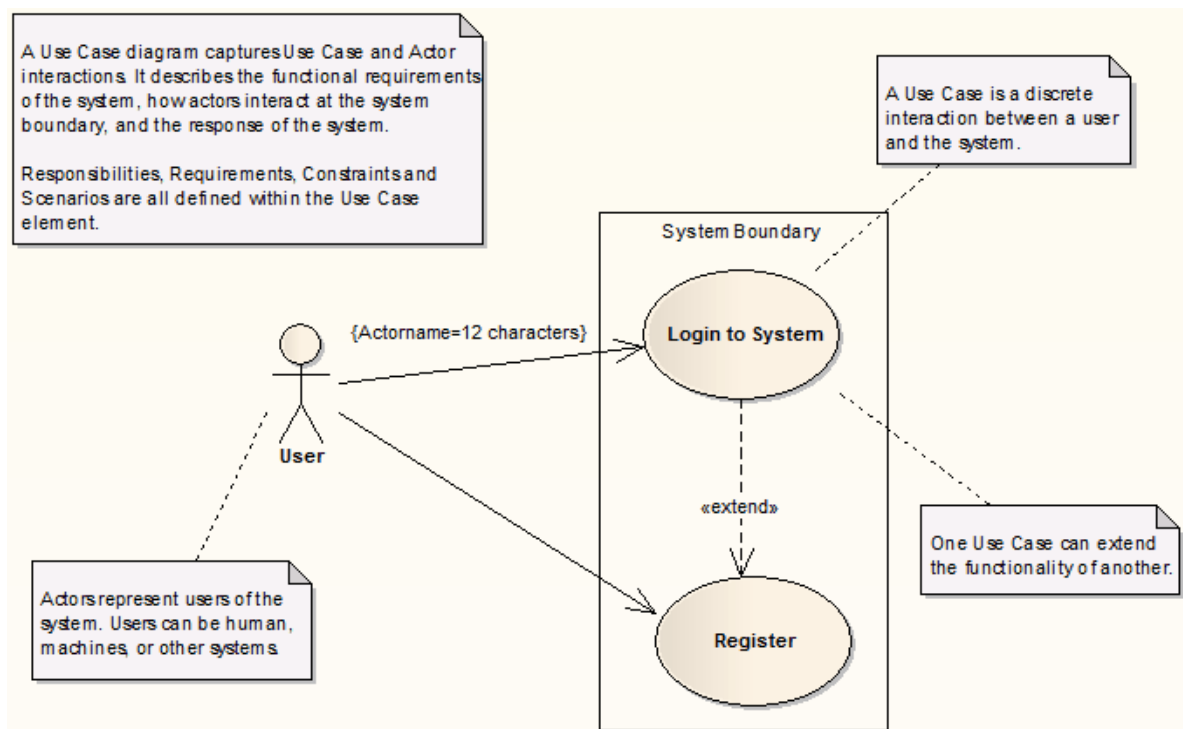 A Use Case diagram captures Use Case and Actor
interactions. It describes the functional requirements
of the system, how actors interact at the system
boundary, and the response of the system.
Responsibilities, Requirements, Constraints and
Scenarios are all defined within the Use Case
element.
A Use Case is a discrete
interaction between a user
and the system.
System Boundary
{Actorname=12 characters}
Login to System
User
«extend»
One Use Case can extend
the functionality of another.
Actors represent users of the
system. Users can be human,
machines, or other systems.
Register